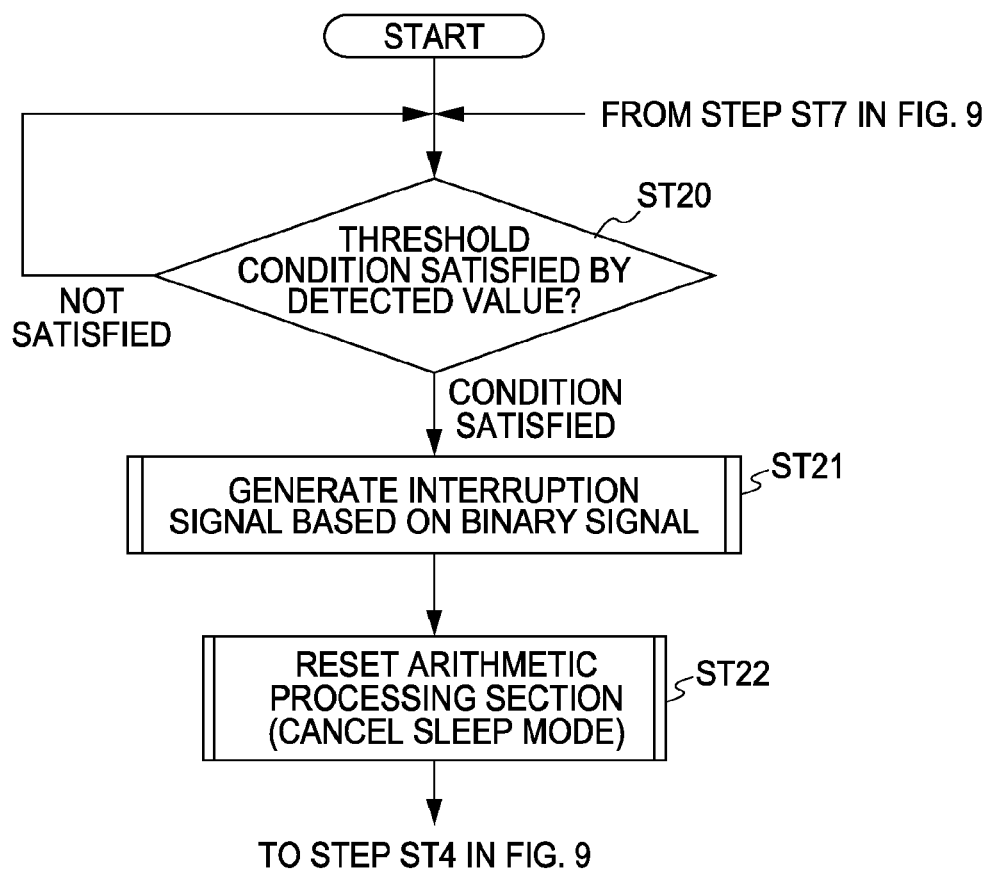 START
FROM STEP ST7 IN FIG. 9
ST20
THRESHOLD
CONDITION SATISFIED BY
DETECTED VALUE?
NOT
SATISFIED
CONDITION
SATISFIED
ST21
GENERATE INTERRUPTION
SIGNAL BASED ON BINARY SIGNAL
RESET ARITHMETIC
PROCESSING SECTION
(CANCEL SLEEP MODE)
ST22
TO STEP ST4 IN FIG. 9